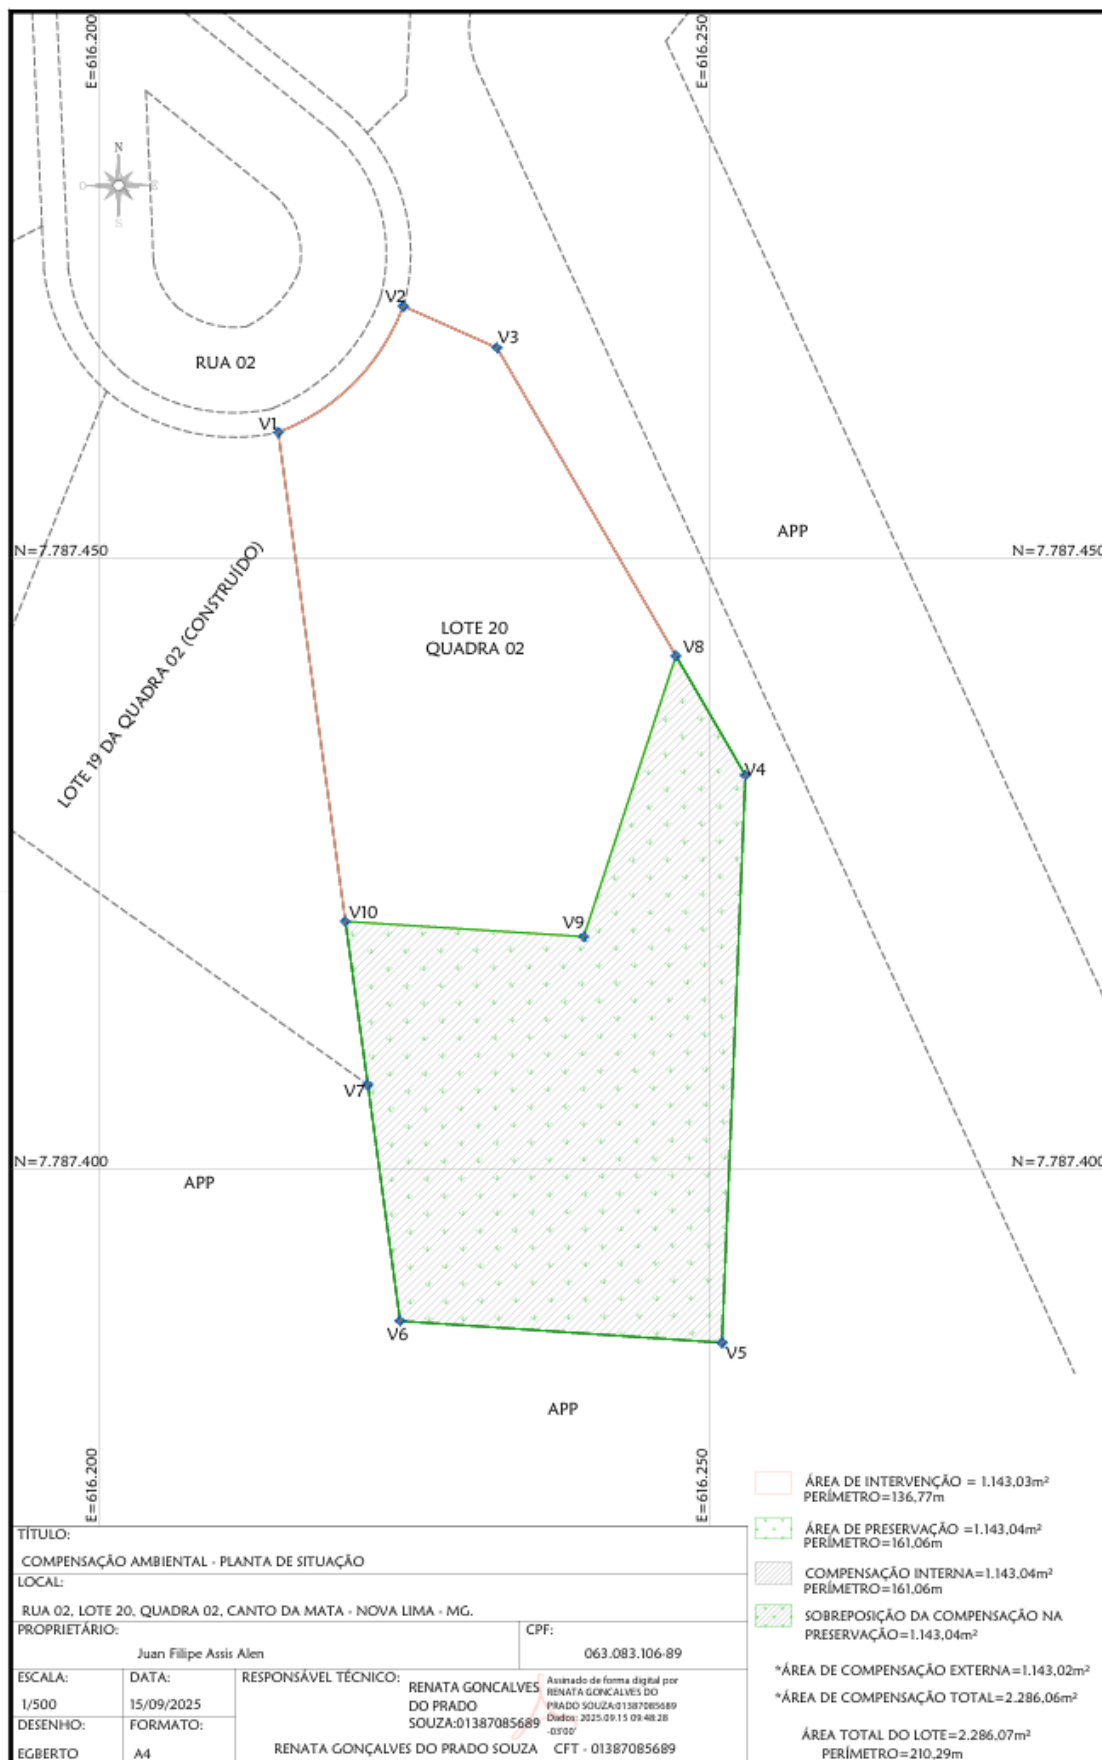 E=616.200
E=616.250
N
O
E
S
V2
V3
RUA 02
V1
APP
N=7.787.450
N=7.787.450
LOTE 19 DA QUADRA 02 (CONSTRUÍDO)
LOTE 20
QUADRA 02
V8
V4
V10
V9
V7
N=7.787.400
N=7.787.400
APP
V6
V5
APP
E=616.200
E=616.250
ÁREA DE INTERVENÇÃO = 1.143,03m²
PERÍMETRO=136,77m
ÁREA DE PRESERVAÇÃO =1.143,04m²
PERÍMETRO=161,06m
COMPENSAÇÃO INTERNA=1.143,04m²
PERÍMETRO=161,06m
SOBREPOSIÇÃO DA COMPENSAÇÃO NA
PRESERVAÇÃO=1.143,04m²
*ÁREA DE COMPENSAÇÃO EXTERNA=1.143,02m²
*ÁREA DE COMPENSAÇÃO TOTAL=2.286,06m²
ÁREA TOTAL DO LOTE=2.286,07m²
PERÍMETRO=210,29m
TÍTULO:
COMPENSAÇÃO AMBIENTAL - PLANTA DE SITUAÇÃO
LOCAL:
RUA 02, LOTE 20, QUADRA 02, CANTO DA MATA - NOVA LIMA - MG.
PROPRIETÁRIO:
Juan Filipe Assis Alen
CPF:
063.083.106-89
ESCALA:
1/500
DATA:
15/09/2025
RESPONSÁVEL TÉCNICO:
RENATA GONCALVES
DO PRADO
SOUZA:01387085689
Assinado de forma digital por
RENATA GONCALVES DO
PRADO SOUZA:01387085689
Dados: 2025.09.15 09:48:28
-03'00'
DESENHO:
EGBERTO
FORMATO:
A4
RENATA GONÇALVES DO PRADO SOUZA CFT - 01387085689